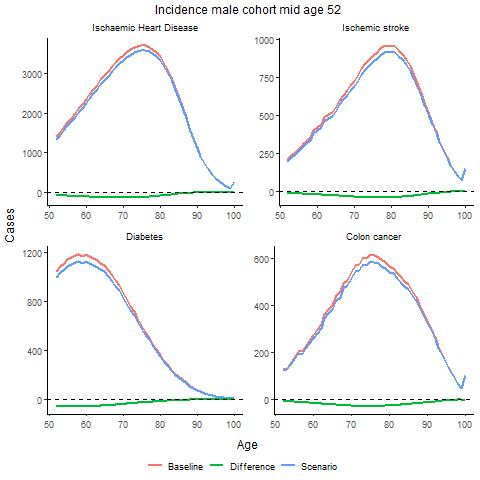 Incidence male cohort mid age 52
Ischaemic Heart Disease
Ischemic stroke
3000
2000
1000
0
50 60 70 80 90 100
1000
750
500
250
0
50 60 70 80 90 100
Cases
Diabetes
Colon cancer
1200
800
400
0
50 60 70 80 90 100
600
400
200
0
50 60 70 80 90 100
Age
Baseline Difference Scenario